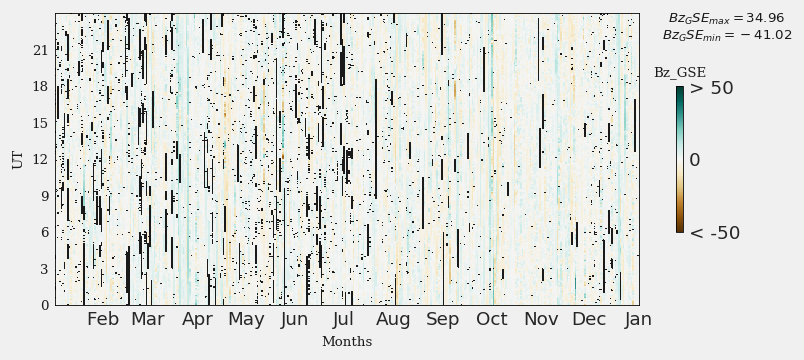 Bz_GSE_max = 34.96
Bz_GSE_min = −41.02
Bz_GSE
> 50
0
< -50
21
18
15
12
9
6
3
0
UT
Feb Mar Apr May Jun Jul Aug Sep Oct Nov Dec Jan
Months